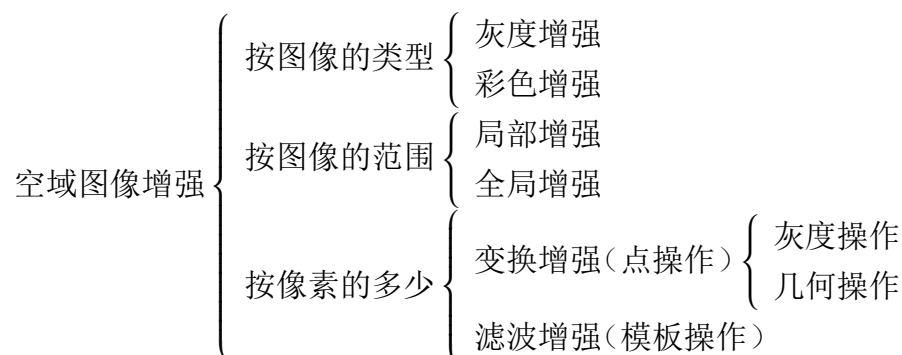 空域图像增强
按图像的类型
灰度增强
彩色增强
按图像的范围
局部增强
全局增强
按像素的多少
变换增强(点操作)
灰度操作
几何操作
滤波增强(模板操作)